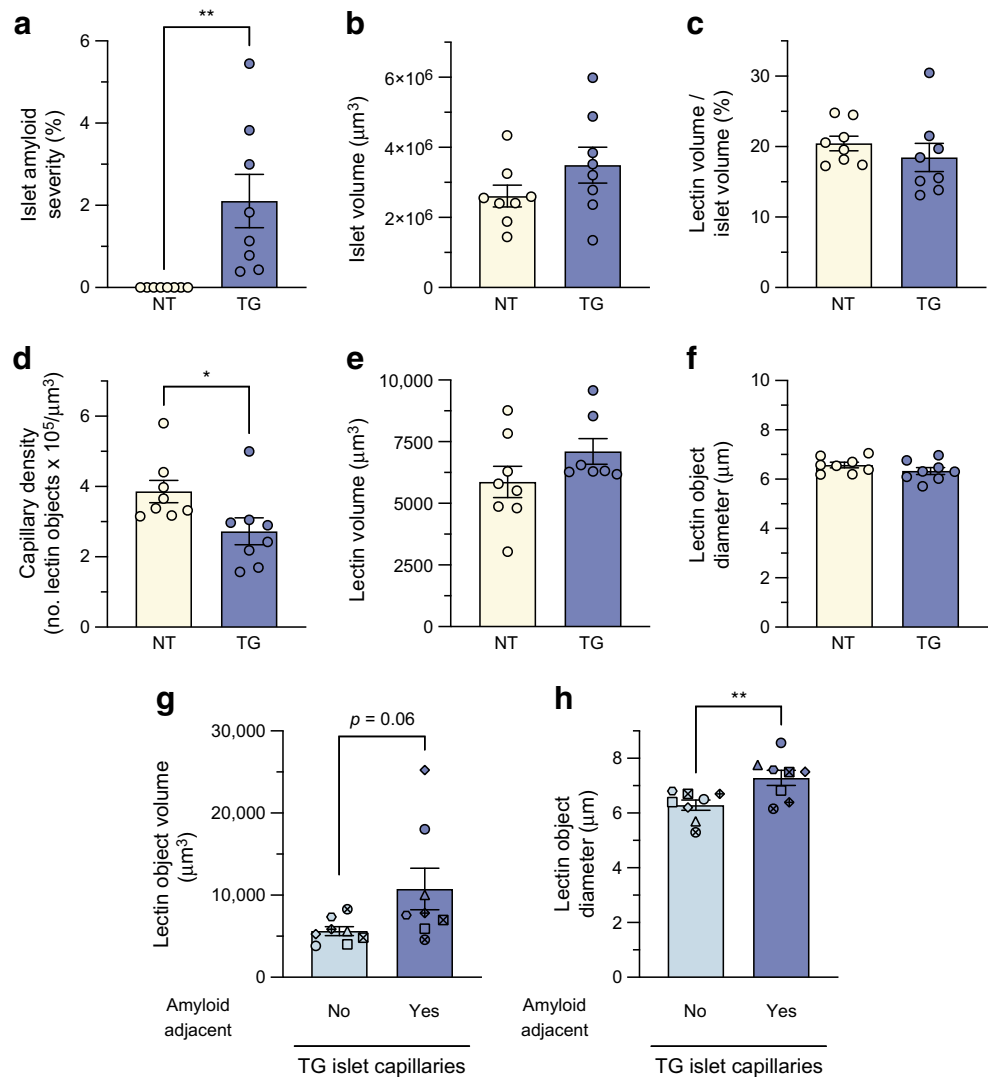 a
**
Islet amyloid
severity (%)
6
4
2
0
NT
TG
b
Islet volume (µm³)
6×10⁶
4×10⁶
2×10⁶
0
NT
TG
c
Lectin volume /
islet volume (%)
30
20
10
0
NT
TG
d
*
Capillary density
(no. lectin objects x 10⁵/µm³)
6
4
2
0
NT
TG
e
Lectin volume (µm³)
10,000
7500
5000
2500
0
NT
TG
f
Lectin object
diameter (µm)
10
8
6
4
2
0
NT
TG
g
p = 0.06
Lectin object volume
(µm³)
30,000
20,000
10,000
0
Amyloid
adjacent
No
Yes
TG islet capillaries
h
**
Lectin object
diameter (µm)
8
6
4
2
0
Amyloid
adjacent
No
Yes
TG islet capillaries